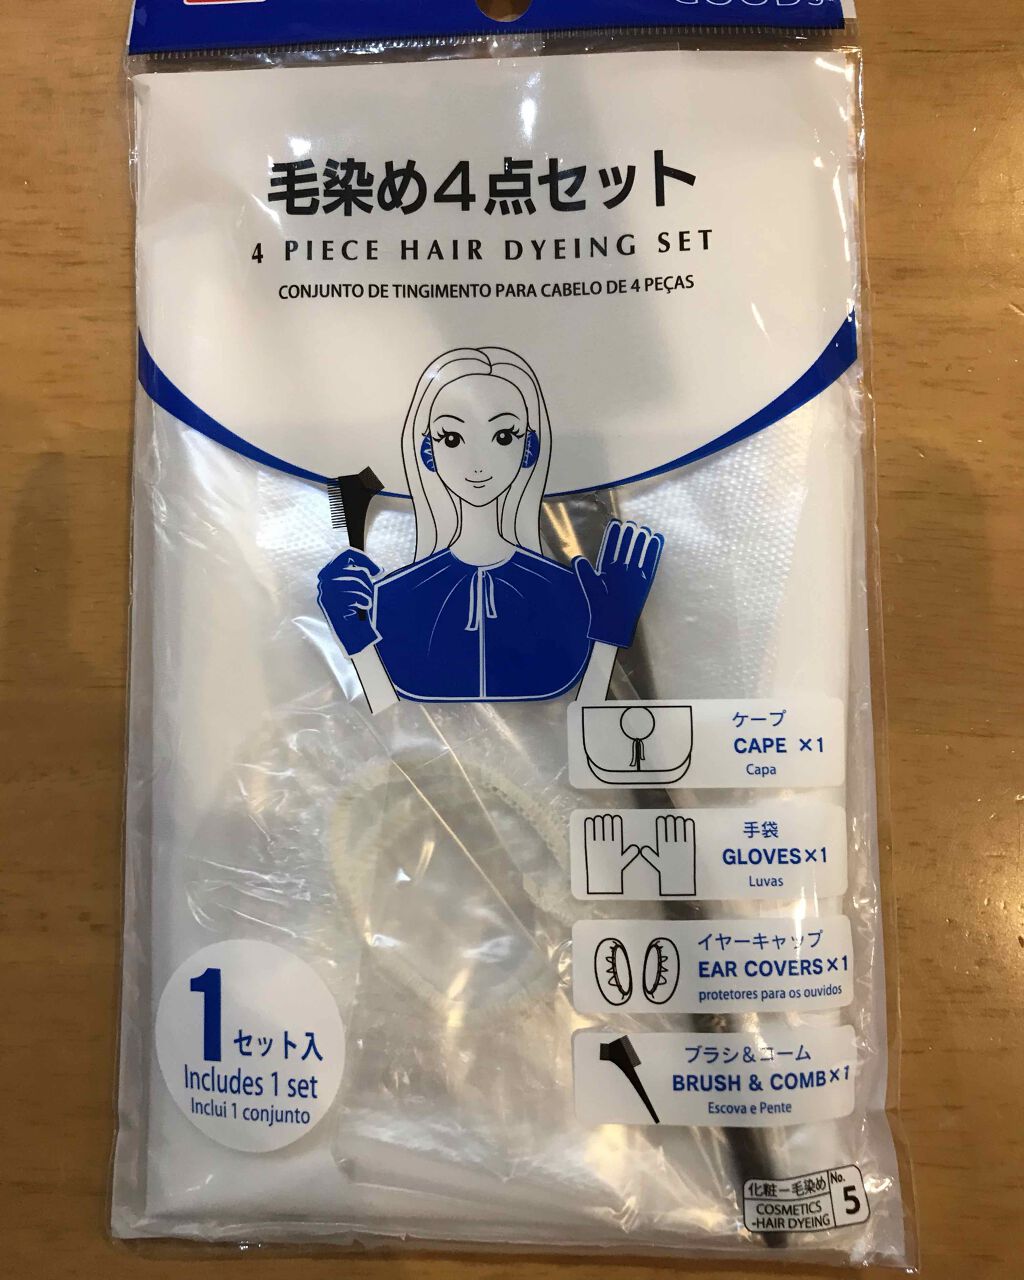 GOODS
毛染め4点セット
4 PIECE HAIR DYEING SET
CONJUNTO DE TINGIMENTO PARA CABELO DE 4 PEÇAS
ケープ
CAPE ×1
Capa
手袋
GLOVES×1
Luvas
イヤーキャップ
EAR COVERS×1
protetores para os ouvidos
ブラシ&コーム
BRUSH & COMB×1
Escova e Pente
1セット入
Includes 1 set
Inclui 1 conjunto
化粧－毛染め
COSMETICS
-HAIR DYEING
No.
5